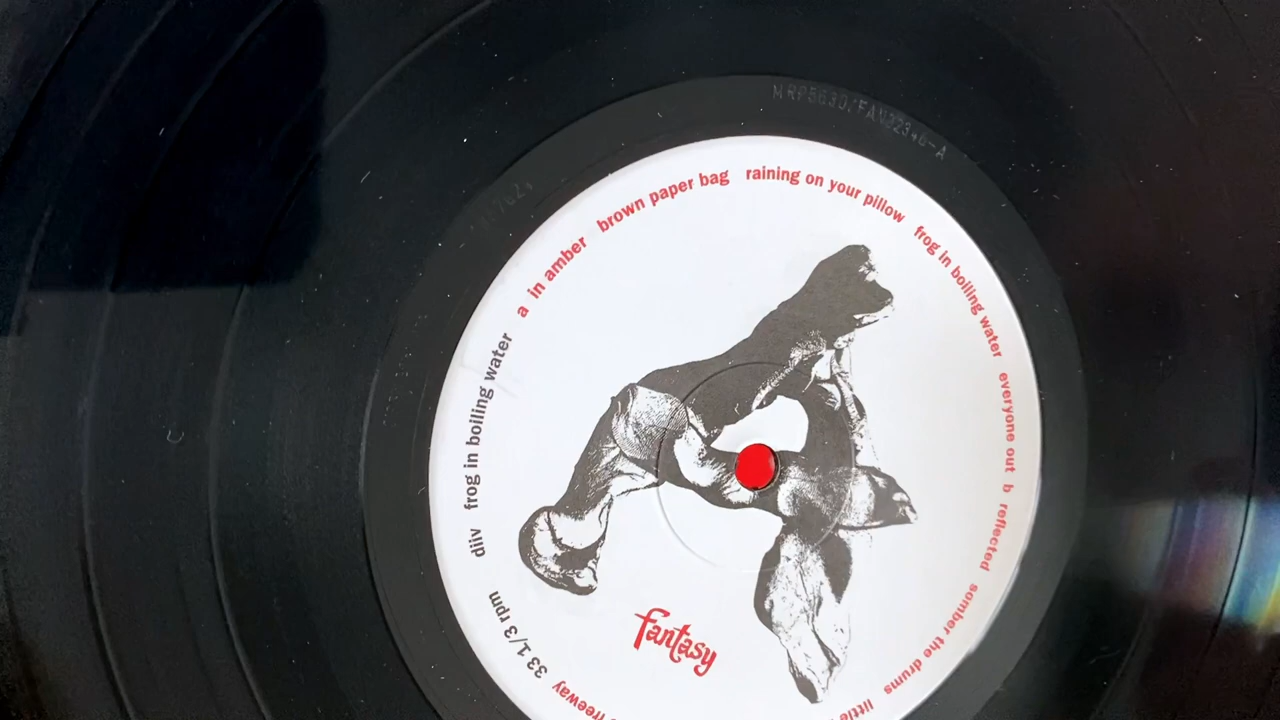 diiv frog in boiling water a in amber brown paper bag raining on your pillow frog in boiling water everyone out b reflected somber the drums
33 1/3 rpm
fantasy